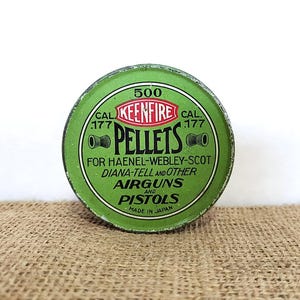 500
KEENFIRE
CAL. .177
CAL. .177
PELLETS
FOR HAENEL-WEBLEY-SCOT
DIANA-TELL AND OTHER
AIRGUNS
AND
PISTOLS
MADE IN JAPAN